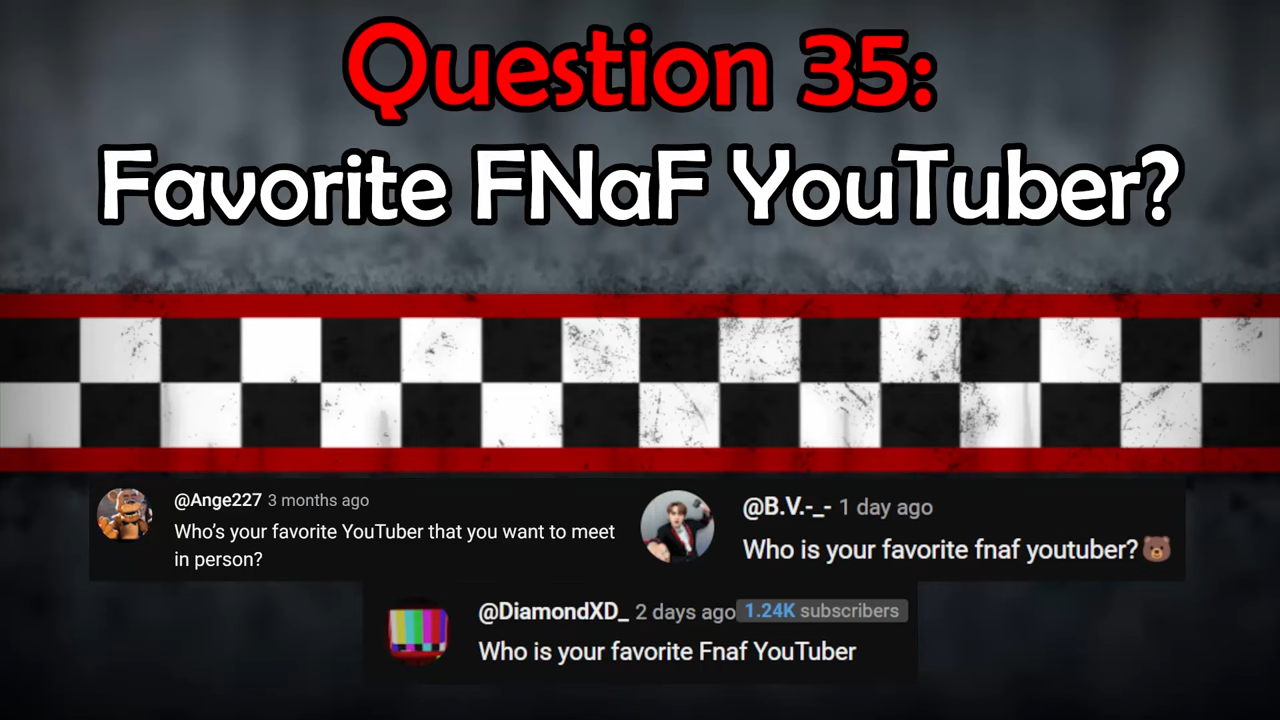 Question 35:
Favorite FNaF YouTuber?
@Ange227 3 months ago
Who's your favorite YouTuber that you want to meet
in person?
@B.V.-_- 1 day ago
Who is your favorite fnaf youtuber?🐻
@DiamondXD_ 2 days ago 1.24K subscribers
Who is your favorite Fnaf YouTuber